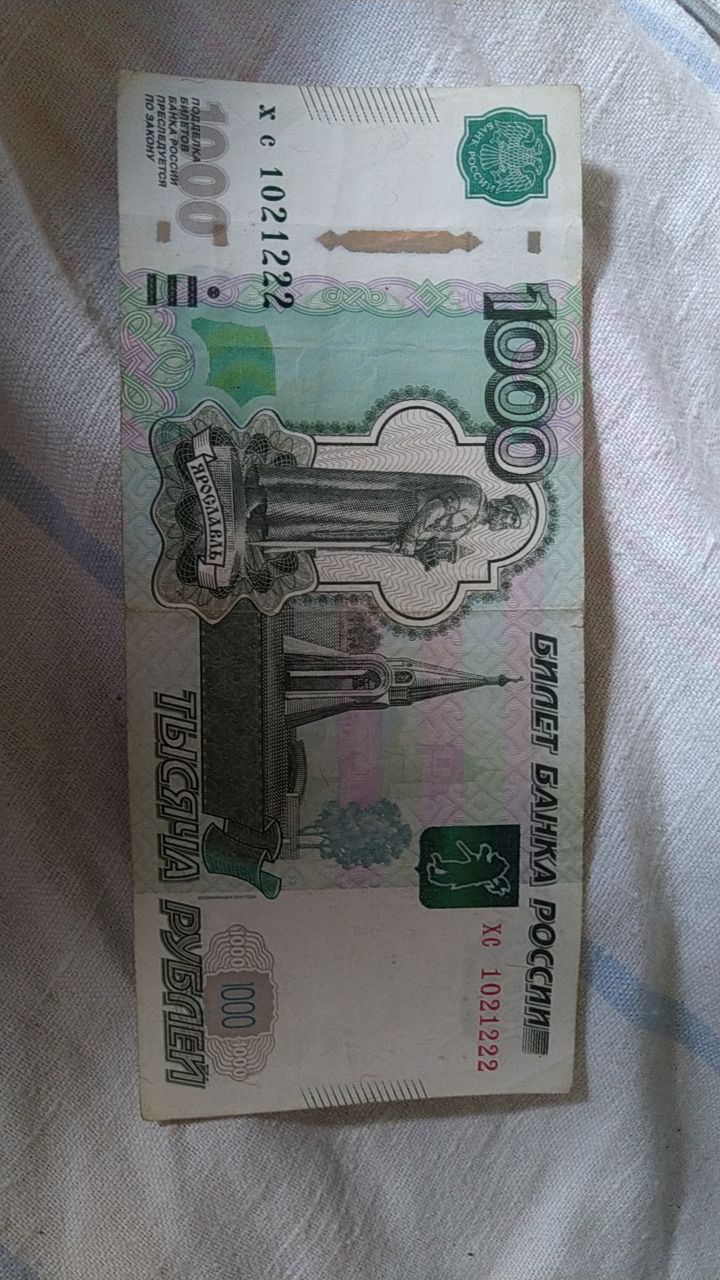 БАНК РОССИИ
1000
БИЛЕТ БАНКА РОССИИ
хс 1021222
хс 1021222
1000
ПОДДЕЛКА
БИЛЕТОВ
БАНКА РОССИИ
ПРЕСЛЕДУЕТСЯ
ПО ЗАКОНУ
ЯРОСЛАВЛЬ
1000 1000 1000
ТЫСЯЧА РУБЛЕЙ